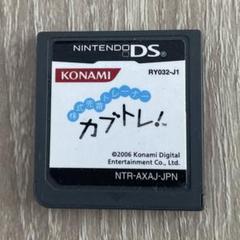 NINTENDO DS
KONAMI
RY032-J1
株式売買トレーナー
カブトレ!
©2006 Konami Digital
Entertainment Co., Ltd.
NTR-AXAJ-JPN